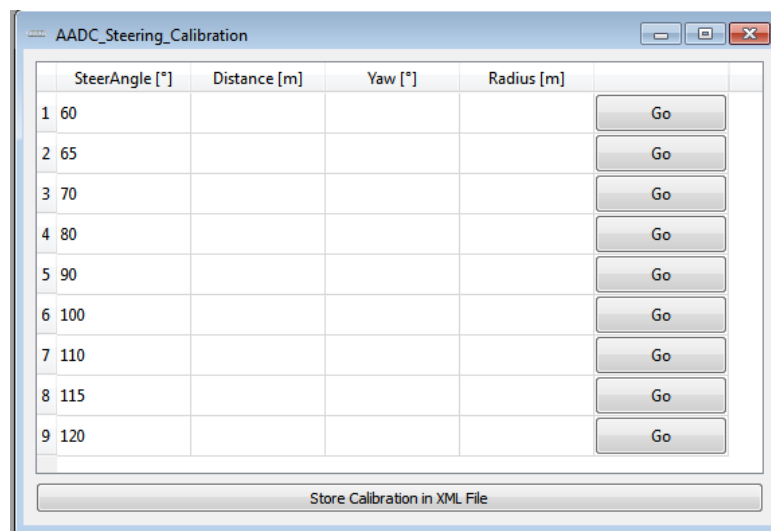 AADC_Steering_Calibration
SteerAngle [°] Distance [m] Yaw [°] Radius [m]
1 60 Go
2 65 Go
3 70 Go
4 80 Go
5 90 Go
6 100 Go
7 110 Go
8 115 Go
9 120 Go
Store Calibration in XML File